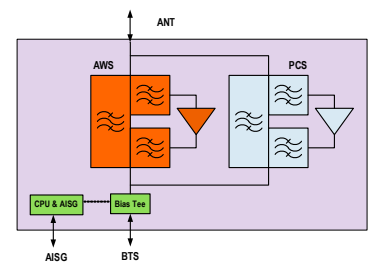 ANT
AWS
PCS
CPU & AISG
Bias Tee
AISG
BTS